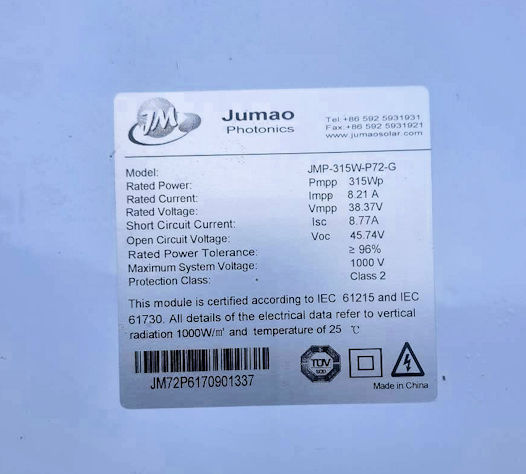 JM
Jumao
Photonics
Tel:+86 592 5931931
Fax:+86 592 5931921
www.jumaosolar.com
Model: JMP-315W-P72-G
Rated Power: Pmpp 315Wp
Rated Current: Impp 8.21 A
Rated Voltage: Vmpp 38.37V
Short Circuit Current: Isc 8.77A
Open Circuit Voltage: Voc 45.74V
Rated Power Tolerance: ≥ 96%
Maximum System Voltage: 1000 V
Protection Class: Class 2
This module is certified according to IEC 61215 and IEC
61730. All details of the electrical data refer to vertical
radiation 1000W/㎡ and temperature of 25 ℃
JM72P6170901337
TÜV
Made in China